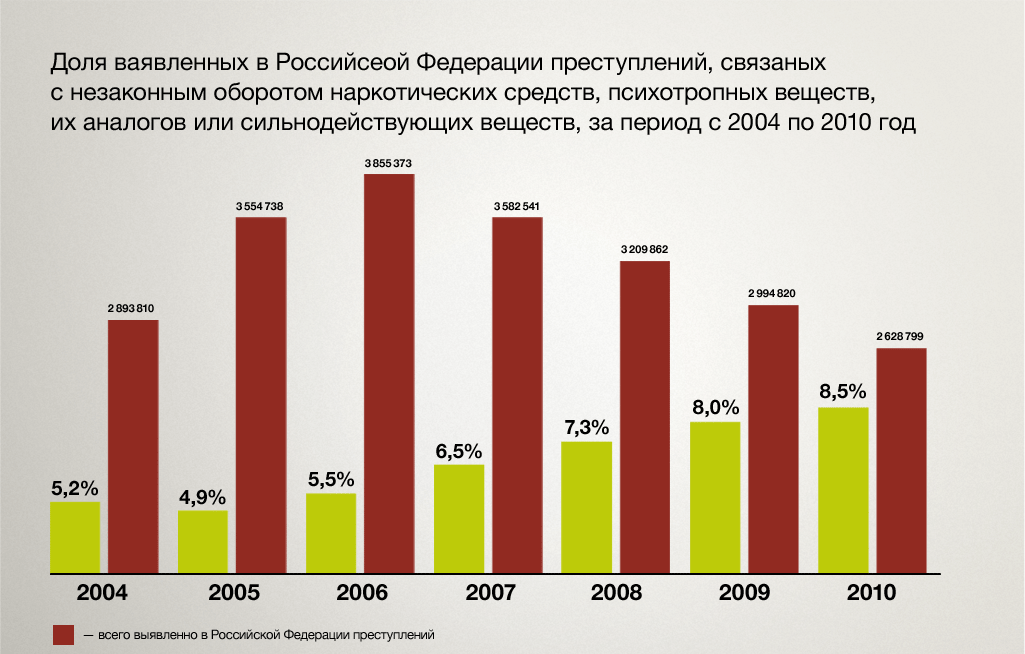 Доля ваявленных в Российсеой Федерации преступлений, связаных
с незаконным оборотом наркотических средств, психотропных веществ,
их аналогов или сильнодействующих веществ, за период с 2004 по 2010 год
3 855 373
3 554 738
3 582 541
3 209 862
2 893 810
2 994 820
2 628 799
5,2%
4,9%
5,5%
6,5%
7,3%
8,0%
8,5%
2004
2005
2006
2007
2008
2009
2010
— всего выявленно в Российской Федерации преступлений